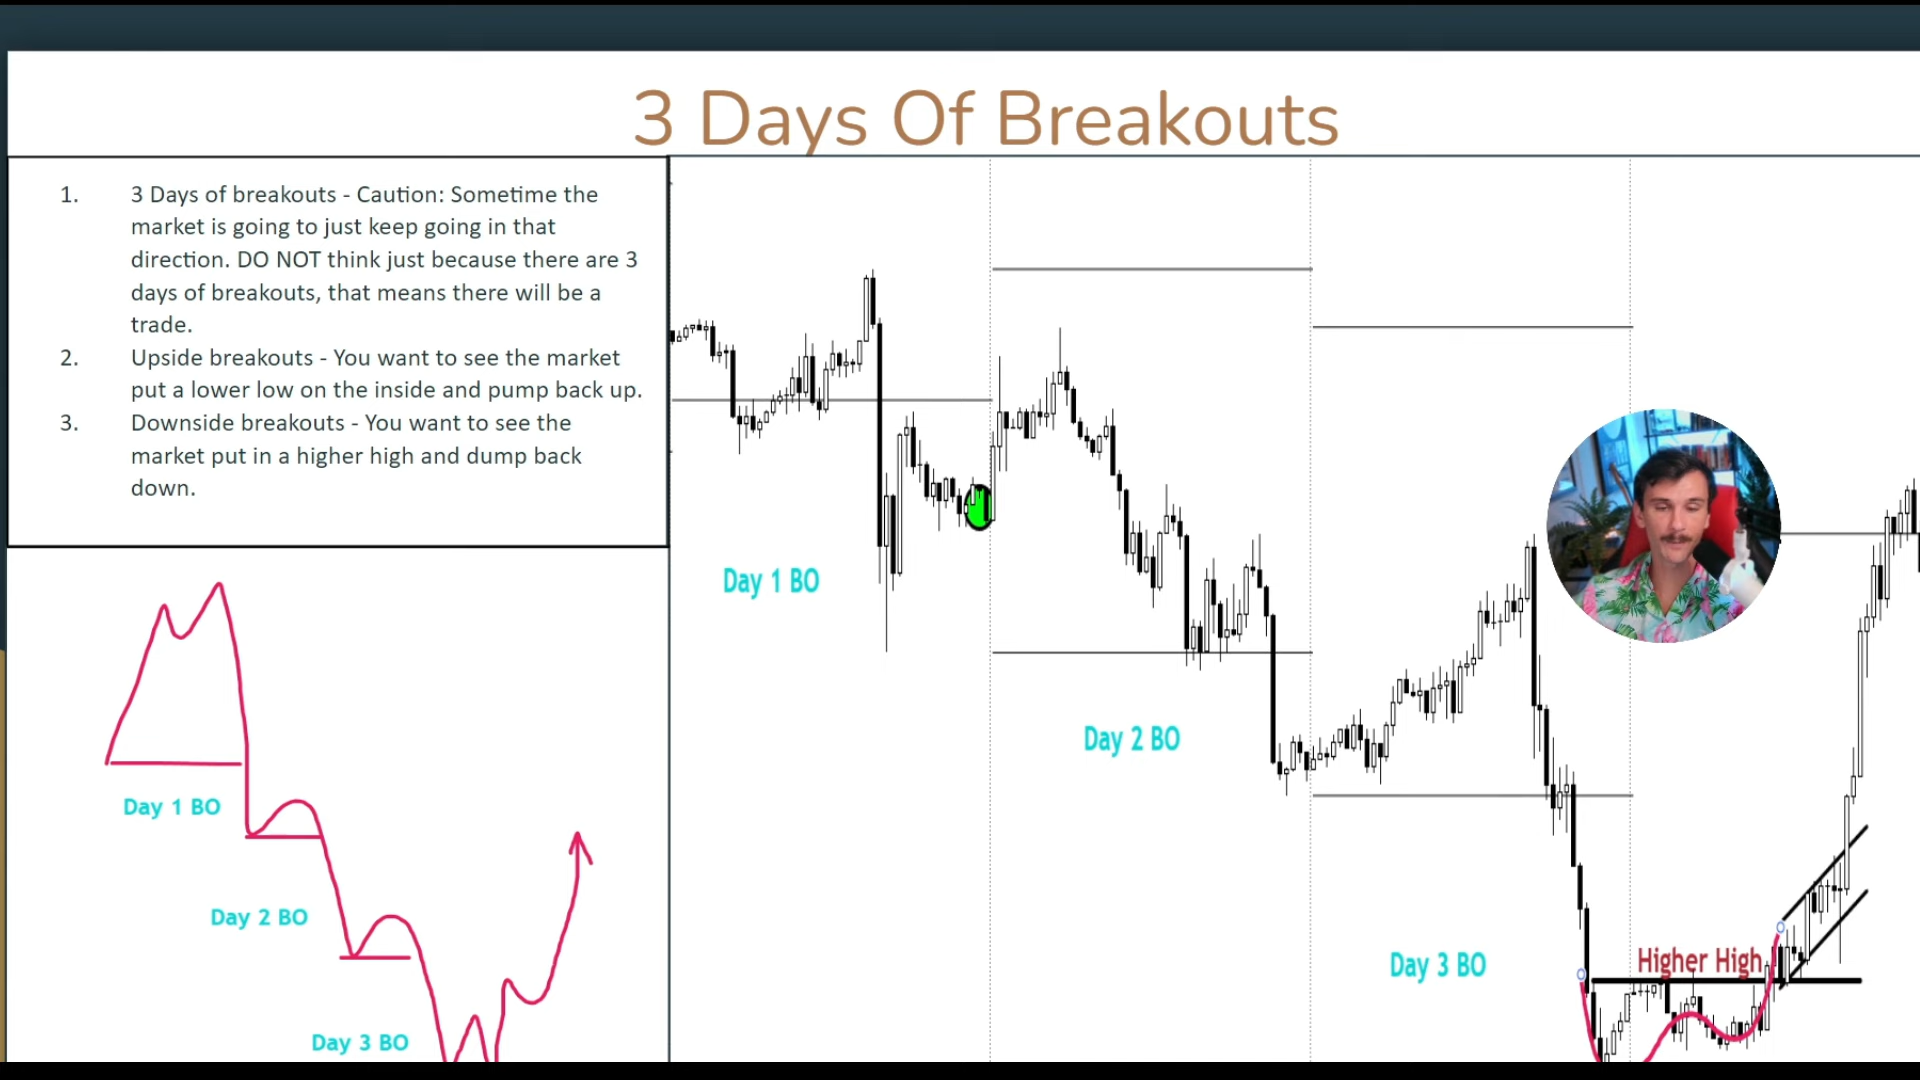 3 Days Of Breakouts
1. 3 Days of breakouts - Caution: Sometime the
market is going to just keep going in that
direction. DO NOT think just because there are 3
days of breakouts, that means there will be a
trade.
2. Upside breakouts - You want to see the market
put a lower low on the inside and pump back up.
3. Downside breakouts - You want to see the
market put in a higher high and dump back
down.
Day 1 BO
Day 2 BO
Day 3 BO
Higher High
Day 1 BO
Day 2 BO
Day 3 BO